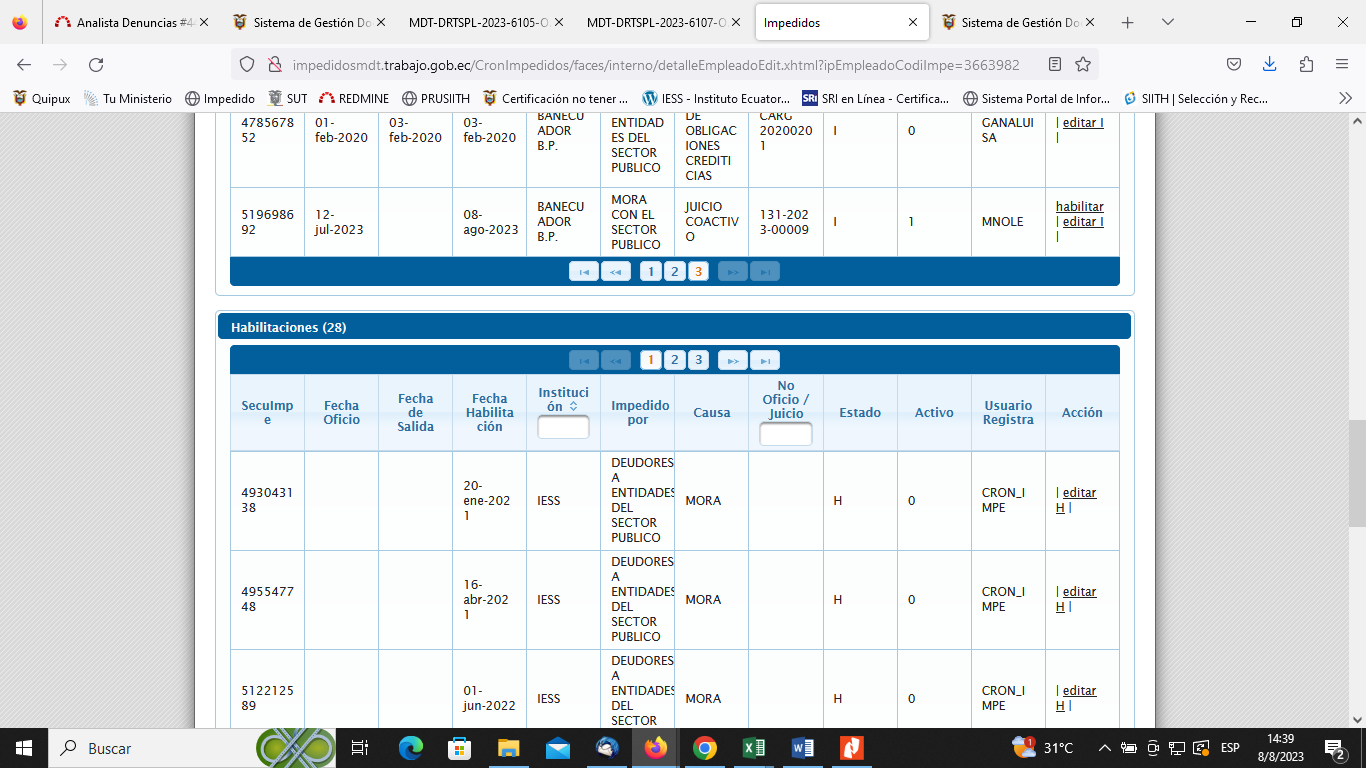 Analista Denuncias #4
Sistema de Gestión Do
MDT-DRTSPL-2023-6105-O
MDT-DRTSPL-2023-6107-O
Impedidos
Sistema de Gestión Do
impedidosmdt.trabajo.gob.ec/CronImpedidos/faces/interno/detalleEmpleadoEdit.xhtml?ipEmpleadoCodiImpe=3663982
Quipux
Tu Ministerio
Impedido
SUT
REDMINE
PRUSIITH
Certificación no tener ...
IESS - Instituto Ecuator...
SRI
SRI en Línea - Certifica...
Sistema Portal de Infor...
SIITH | Selección y Rec...
4785678
52
01-
feb-2020
03-
feb-2020
03-
feb-2020
BANECU
ADOR
B.P.
ENTIDAD
ES DEL
SECTOR
PUBLICO
DE
OBLIGAC
IONES
CREDITI
CIAS
CARG
2020020
1
I
0
GANALUI
SA
| editar I
|
5196986
92
12-
jul-2023
08-
ago-2023
BANECU
ADOR
B.P.
MORA
CON EL
SECTOR
PUBLICO
JUICIO
COACTIV
O
131-202
3-00009
I
1
MNOLE
habilitar
| editar I
|
1
2
3
Habilitaciones (28)
1
2
3
SecuImp
e
Fecha
Oficio
Fecha
de
Salida
Fecha
Habilita
ción
Instituci
ón
Impedido
por
Causa
No
Oficio /
Juicio
Estado
Activo
Usuario
Registra
Acción
4930431
38
20-
ene-202
1
IESS
DEUDORES
A
ENTIDADES
DEL
SECTOR
PUBLICO
MORA
H
0
CRON_I
MPE
| editar
H |
4955477
48
16-
abr-202
1
IESS
DEUDORES
A
ENTIDADES
DEL
SECTOR
PUBLICO
MORA
H
0
CRON_I
MPE
| editar
H |
5122125
89
01-
jun-2022
IESS
DEUDORES
A
ENTIDADES
DEL
SECTOR
MORA
H
0
CRON_I
MPE
| editar
H |
Buscar
1
31°C
ESP
14:39
8/8/2023
2